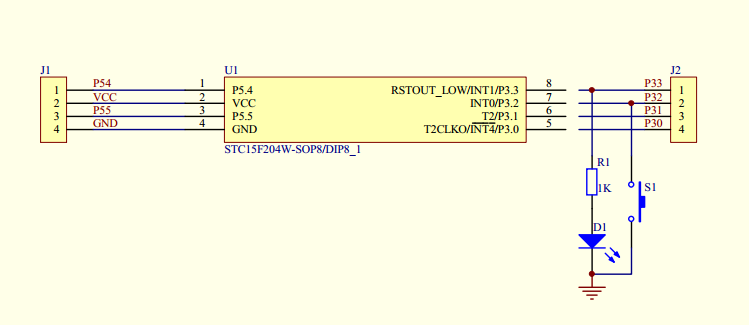 J1 U1 J2
1 P54 1 P5.4 RSTOUT_LOW/INT1/P3.3 8 P33 1
2 VCC 2 VCC INT0/P3.2 7 P32 2
3 P55 3 P5.5 T2/P3.1 6 P31 3
4 GND 4 GND T2CLKO/INT4/P3.0 5 P30 4
STC15F204W-SOP8/DIP8_1
R1
1K S1
D1